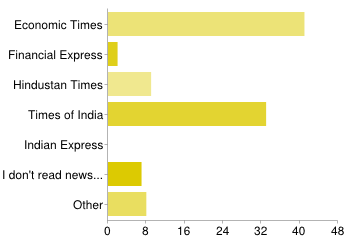 Economic Times
Financial Express
Hindustan Times
Times of India
Indian Express
I don't read news...
Other
0 8 16 24 32 40 48